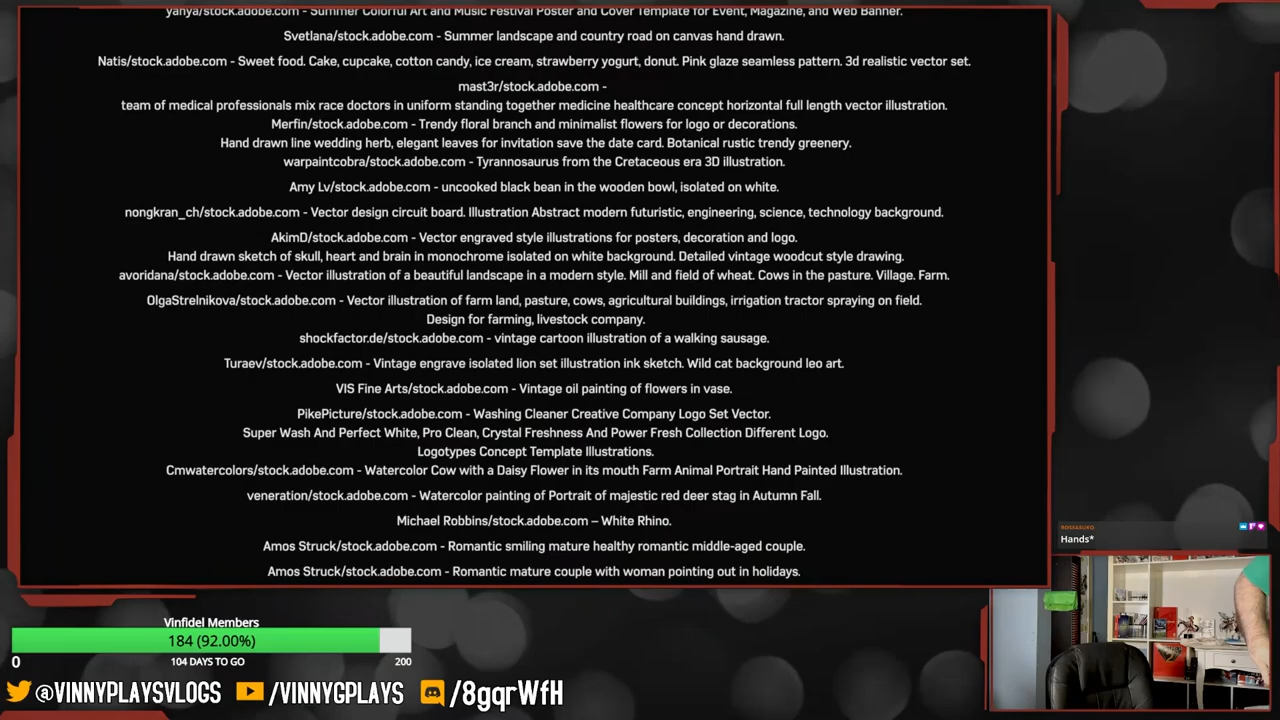 yanya/stock.adobe.com - Summer Colorful Art and Music Festival Poster and Cover Template for Event, Magazine, and Web Banner.
Svetlana/stock.adobe.com - Summer landscape and country road on canvas hand drawn.
Natis/stock.adobe.com - Sweet food. Cake, cupcake, cotton candy, ice cream, strawberry yogurt, donut. Pink glaze seamless pattern. 3d realistic vector set.
mast3r/stock.adobe.com -
team of medical professionals mix race doctors in uniform standing together medicine healthcare concept horizontal full length vector illustration.
Merfin/stock.adobe.com - Trendy floral branch and minimalist flowers for logo or decorations.
Hand drawn line wedding herb, elegant leaves for invitation save the date card. Botanical rustic trendy greenery.
warpaintcobra/stock.adobe.com - Tyrannosaurus from the Cretaceous era 3D illustration.
Amy Lv/stock.adobe.com - uncooked black bean in the wooden bowl, isolated on white.
nongkran_ch/stock.adobe.com - Vector design circuit board. Illustration Abstract modern futuristic, engineering, science, technology background.
AkimD/stock.adobe.com - Vector engraved style illustrations for posters, decoration and logo.
Hand drawn sketch of skull, heart and brain in monochrome isolated on white background. Detailed vintage woodcut style drawing.
avoridana/stock.adobe.com - Vector illustration of a beautiful landscape in a modern style. Mill and field of wheat. Cows in the pasture. Village. Farm.
OlgaStrelnikova/stock.adobe.com - Vector illustration of farm land, pasture, cows, agricultural buildings, irrigation tractor spraying on field.
Design for farming, livestock company.
shockfactor.de/stock.adobe.com - vintage cartoon illustration of a walking sausage.
Turaev/stock.adobe.com - Vintage engrave isolated lion set illustration ink sketch. Wild cat background leo art.
VIS Fine Arts/stock.adobe.com - Vintage oil painting of flowers in vase.
PikePicture/stock.adobe.com - Washing Cleaner Creative Company Logo Set Vector.
Super Wash And Perfect White, Pro Clean, Crystal Freshness And Power Fresh Collection Different Logo.
Logotypes Concept Template Illustrations.
Cmwatercolors/stock.adobe.com - Watercolor Cow with a Daisy Flower in its mouth Farm Animal Portrait Hand Painted Illustration.
veneration/stock.adobe.com - Watercolor painting of Portrait of majestic red deer stag in Autumn Fall.
Michael Robbins/stock.adobe.com – White Rhino.
Amos Struck/stock.adobe.com - Romantic smiling mature healthy romantic middle-aged couple.
Amos Struck/stock.adobe.com - Romantic mature couple with woman pointing out in holidays.
Hands*
Vinfidel Members
184 (92.00%)
0 104 DAYS TO GO 200
@VINNYPLAYSVLOGS /VINNYGPLAYS /8gqrWfH